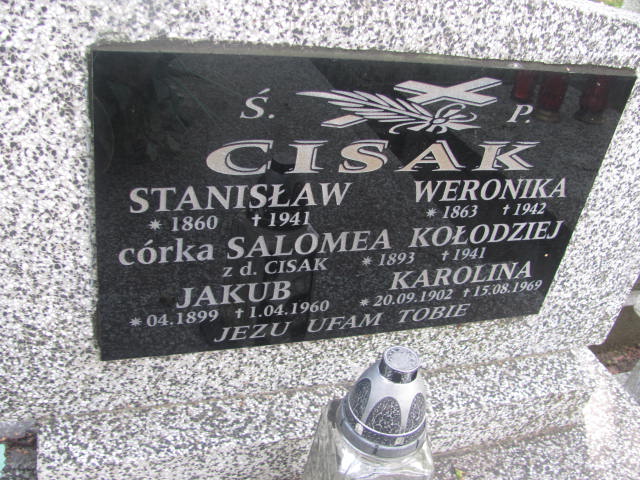 Ś. P.
CISAK
STANISŁAW WERONIKA
* 1860 † 1941 * 1863 † 1942
córka SALOMEA KOŁODZIEJ
z d. CISAK * 1893 † 1941
JAKUB KAROLINA
* 04.1899 † 1.04.1960 * 20.09.1902 † 15.08.1969
JEZU UFAM TOBIE